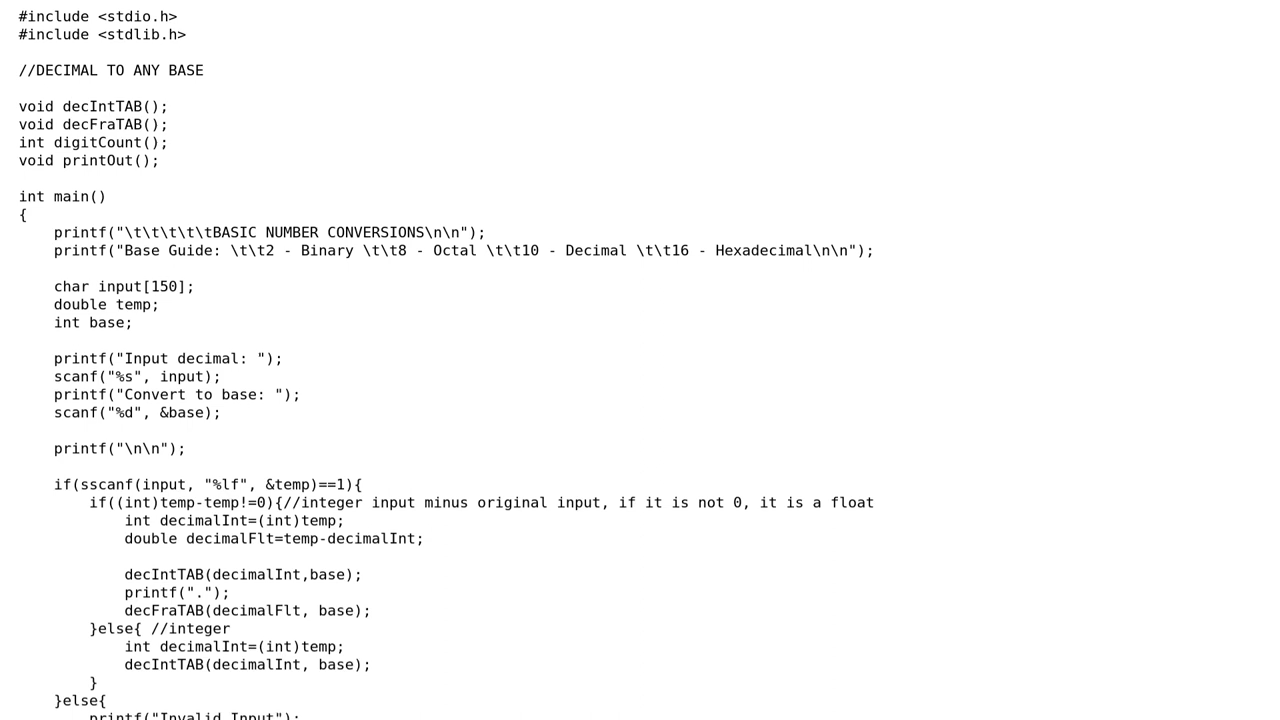 #include <stdio.h>
#include <stdlib.h>

//DECIMAL TO ANY BASE

void decIntTAB();
void decFraTAB();
int digitCount();
void printOut();

int main()
{
    printf("\t\t\t\t\tBASIC NUMBER CONVERSIONS\n\n");
    printf("Base Guide: \t\t2 - Binary \t\t8 - Octal \t\t10 - Decimal \t\t16 - Hexadecimal\n\n");

    char input[150];
    double temp;
    int base;

    printf("Input decimal: ");
    scanf("%s", input);
    printf("Convert to base: ");
    scanf("%d", &base);

    printf("\n\n");

    if(sscanf(input, "%lf", &temp)==1){
        if((int)temp-temp!=0){//integer input minus original input, if it is not 0, it is a float
            int decimalInt=(int)temp;
            double decimalFlt=temp-decimalInt;

            decIntTAB(decimalInt,base);
            printf(".");
            decFraTAB(decimalFlt, base);
        }else{ //integer
            int decimalInt=(int)temp;
            decIntTAB(decimalInt, base);
        }
    }else{
        printf("Invalid Input");